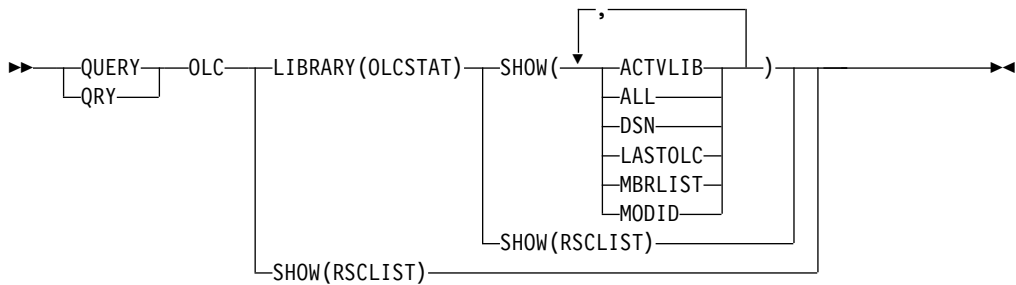 ,
QUERY OLC LIBRARY(OLCSTAT) SHOW( ACTVLIB )
QRY ALL
DSN
LASTOLC
MBRLIST
MODID
SHOW(RSCLIST)
SHOW(RSCLIST)